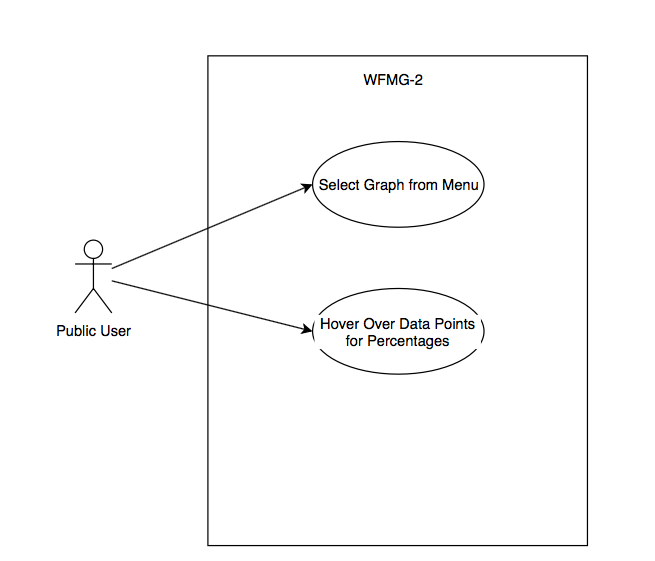 WFMG-2
Select Graph from Menu
Public User
Hover Over Data Points
for Percentages